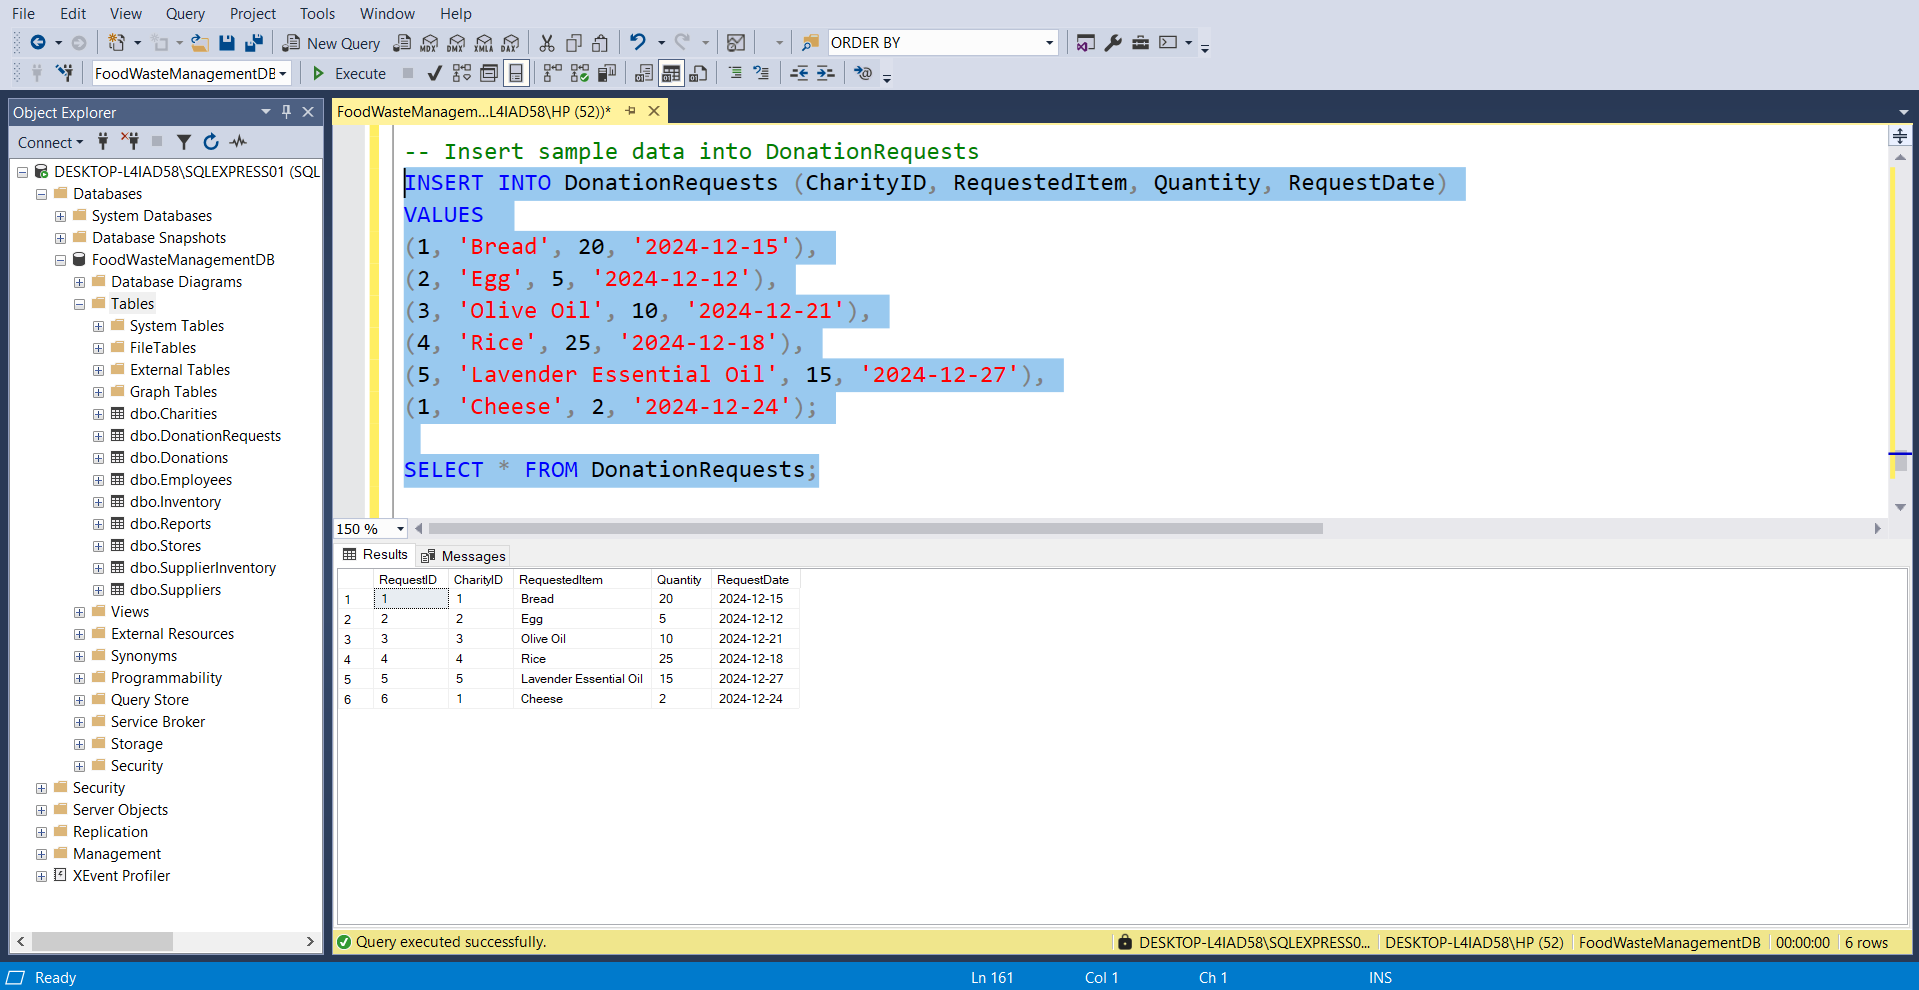 File Edit View Query Project Tools Window Help
New Query MDX DMX XMLA DAX ORDER BY
FoodWasteManagementDB Execute
Object Explorer
Connect
DESKTOP-L4IAD58\SQLEXPRESS01 (SQL
Databases
System Databases
Database Snapshots
FoodWasteManagementDB
Database Diagrams
Tables
System Tables
FileTables
External Tables
Graph Tables
dbo.Charities
dbo.DonationRequests
dbo.Donations
dbo.Employees
dbo.Inventory
dbo.Reports
dbo.Stores
dbo.SupplierInventory
dbo.Suppliers
Views
External Resources
Synonyms
Programmability
Query Store
Service Broker
Storage
Security
Security
Server Objects
Replication
Management
XEvent Profiler
FoodWasteManagem...L4IAD58\HP (52))*
-- Insert sample data into DonationRequests
INSERT INTO DonationRequests (CharityID, RequestedItem, Quantity, RequestDate)
VALUES
(1, 'Bread', 20, '2024-12-15'),
(2, 'Egg', 5, '2024-12-12'),
(3, 'Olive Oil', 10, '2024-12-21'),
(4, 'Rice', 25, '2024-12-18'),
(5, 'Lavender Essential Oil', 15, '2024-12-27'),
(1, 'Cheese', 2, '2024-12-24');
SELECT * FROM DonationRequests;
150 %
Results Messages
RequestID CharityID RequestedItem Quantity RequestDate
1 1 1 Bread 20 2024-12-15
2 2 2 Egg 5 2024-12-12
3 3 3 Olive Oil 10 2024-12-21
4 4 4 Rice 25 2024-12-18
5 5 5 Lavender Essential Oil 15 2024-12-27
6 6 1 Cheese 2 2024-12-24
Query executed successfully. DESKTOP-L4IAD58\SQLEXPRESS0... DESKTOP-L4IAD58\HP (52) FoodWasteManagementDB 00:00:00 6 rows
Ready Ln 161 Col 1 Ch 1 INS